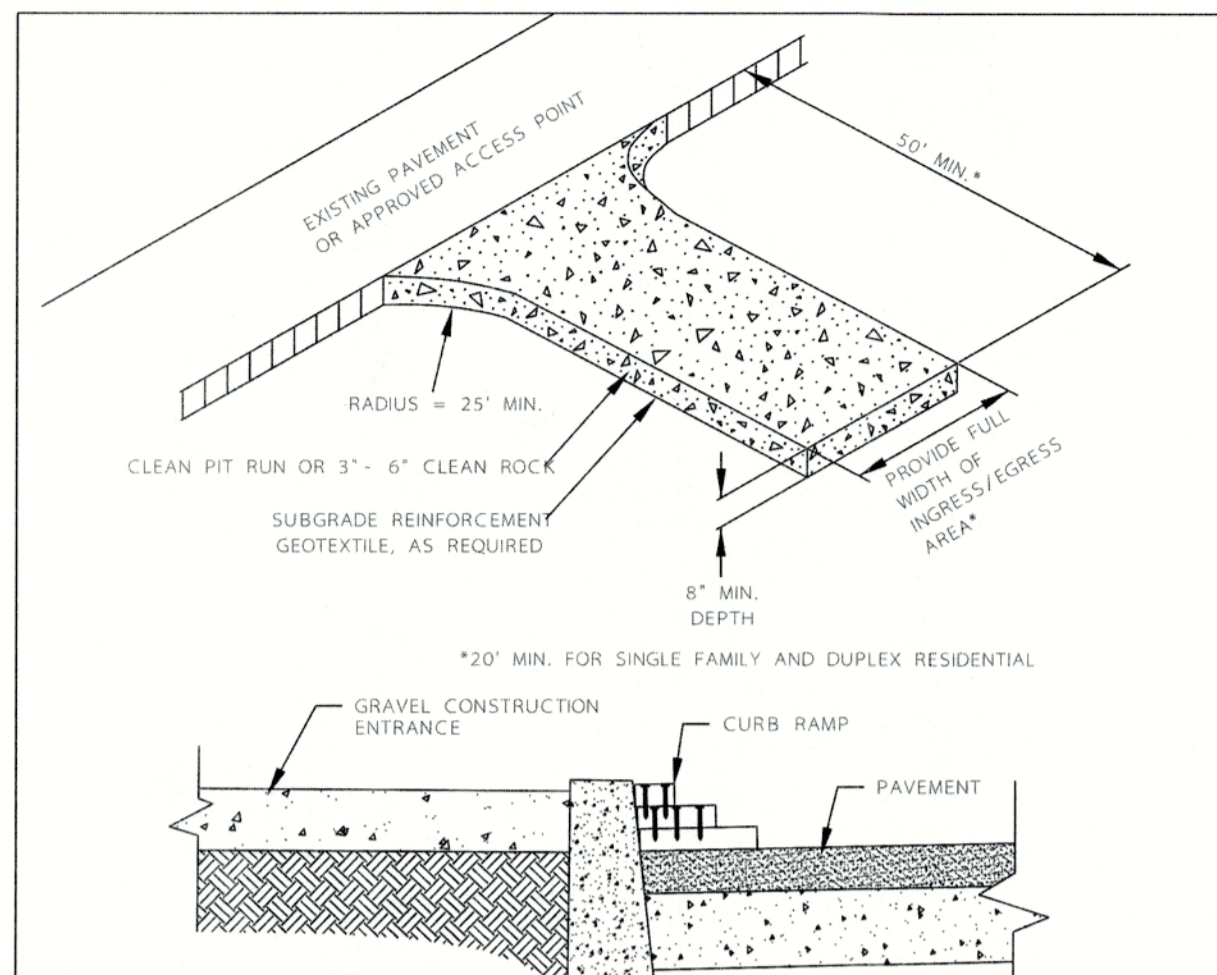 EXISTING PAVEMENT
OR APPROVED ACCESS POINT
50' MIN.*
RADIUS = 25' MIN.
CLEAN PIT RUN OR 3"- 6" CLEAN ROCK
SUBGRADE REINFORCEMENT
GEOTEXTILE, AS REQUIRED
PROVIDE FULL
WIDTH OF
INGRESS/EGRESS
AREA*
8" MIN.
DEPTH
*20' MIN. FOR SINGLE FAMILY AND DUPLEX RESIDENTIAL
GRAVEL CONSTRUCTION
ENTRANCE
CURB RAMP
PAVEMENT